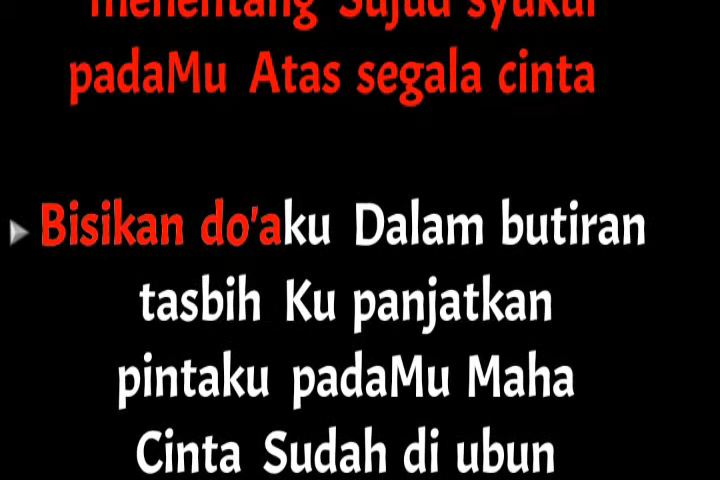 menentang Sujud syukur
padaMu Atas segala cinta
Bisikan do'aku Dalam butiran
tasbih Ku panjatkan
pintaku padaMu Maha
Cinta Sudah di ubun